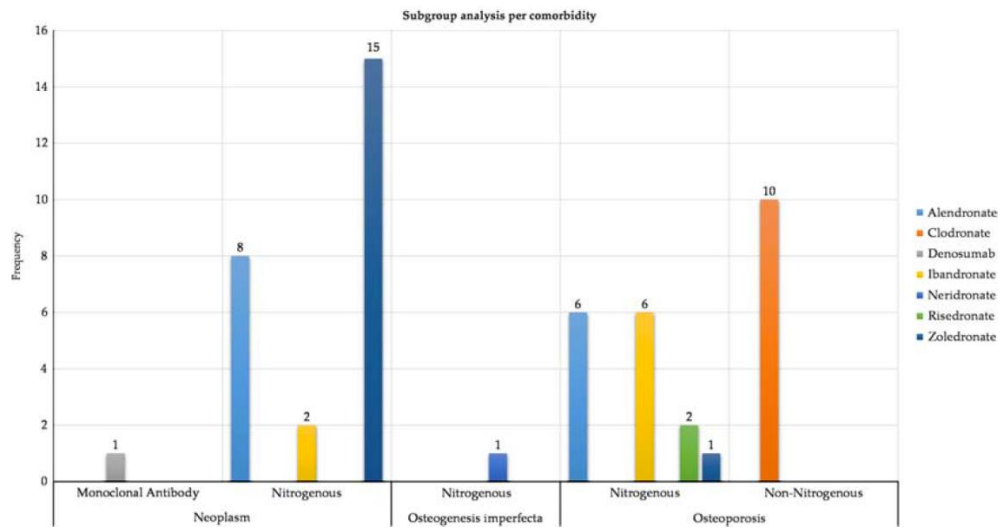 Subgroup analysis per comorbidity
16
14
12
10
8
6
4
2
0
Frequency
1
8
2
15
1
6
6
2
1
10
Monoclonal Antibody
Nitrogenous
Nitrogenous
Nitrogenous
Non-Nitrogenous
Neoplasm
Osteogenesis imperfecta
Osteoporosis
Alendronate
Clodronate
Denosumab
Ibandronate
Neridronate
Risedronate
Zoledronate